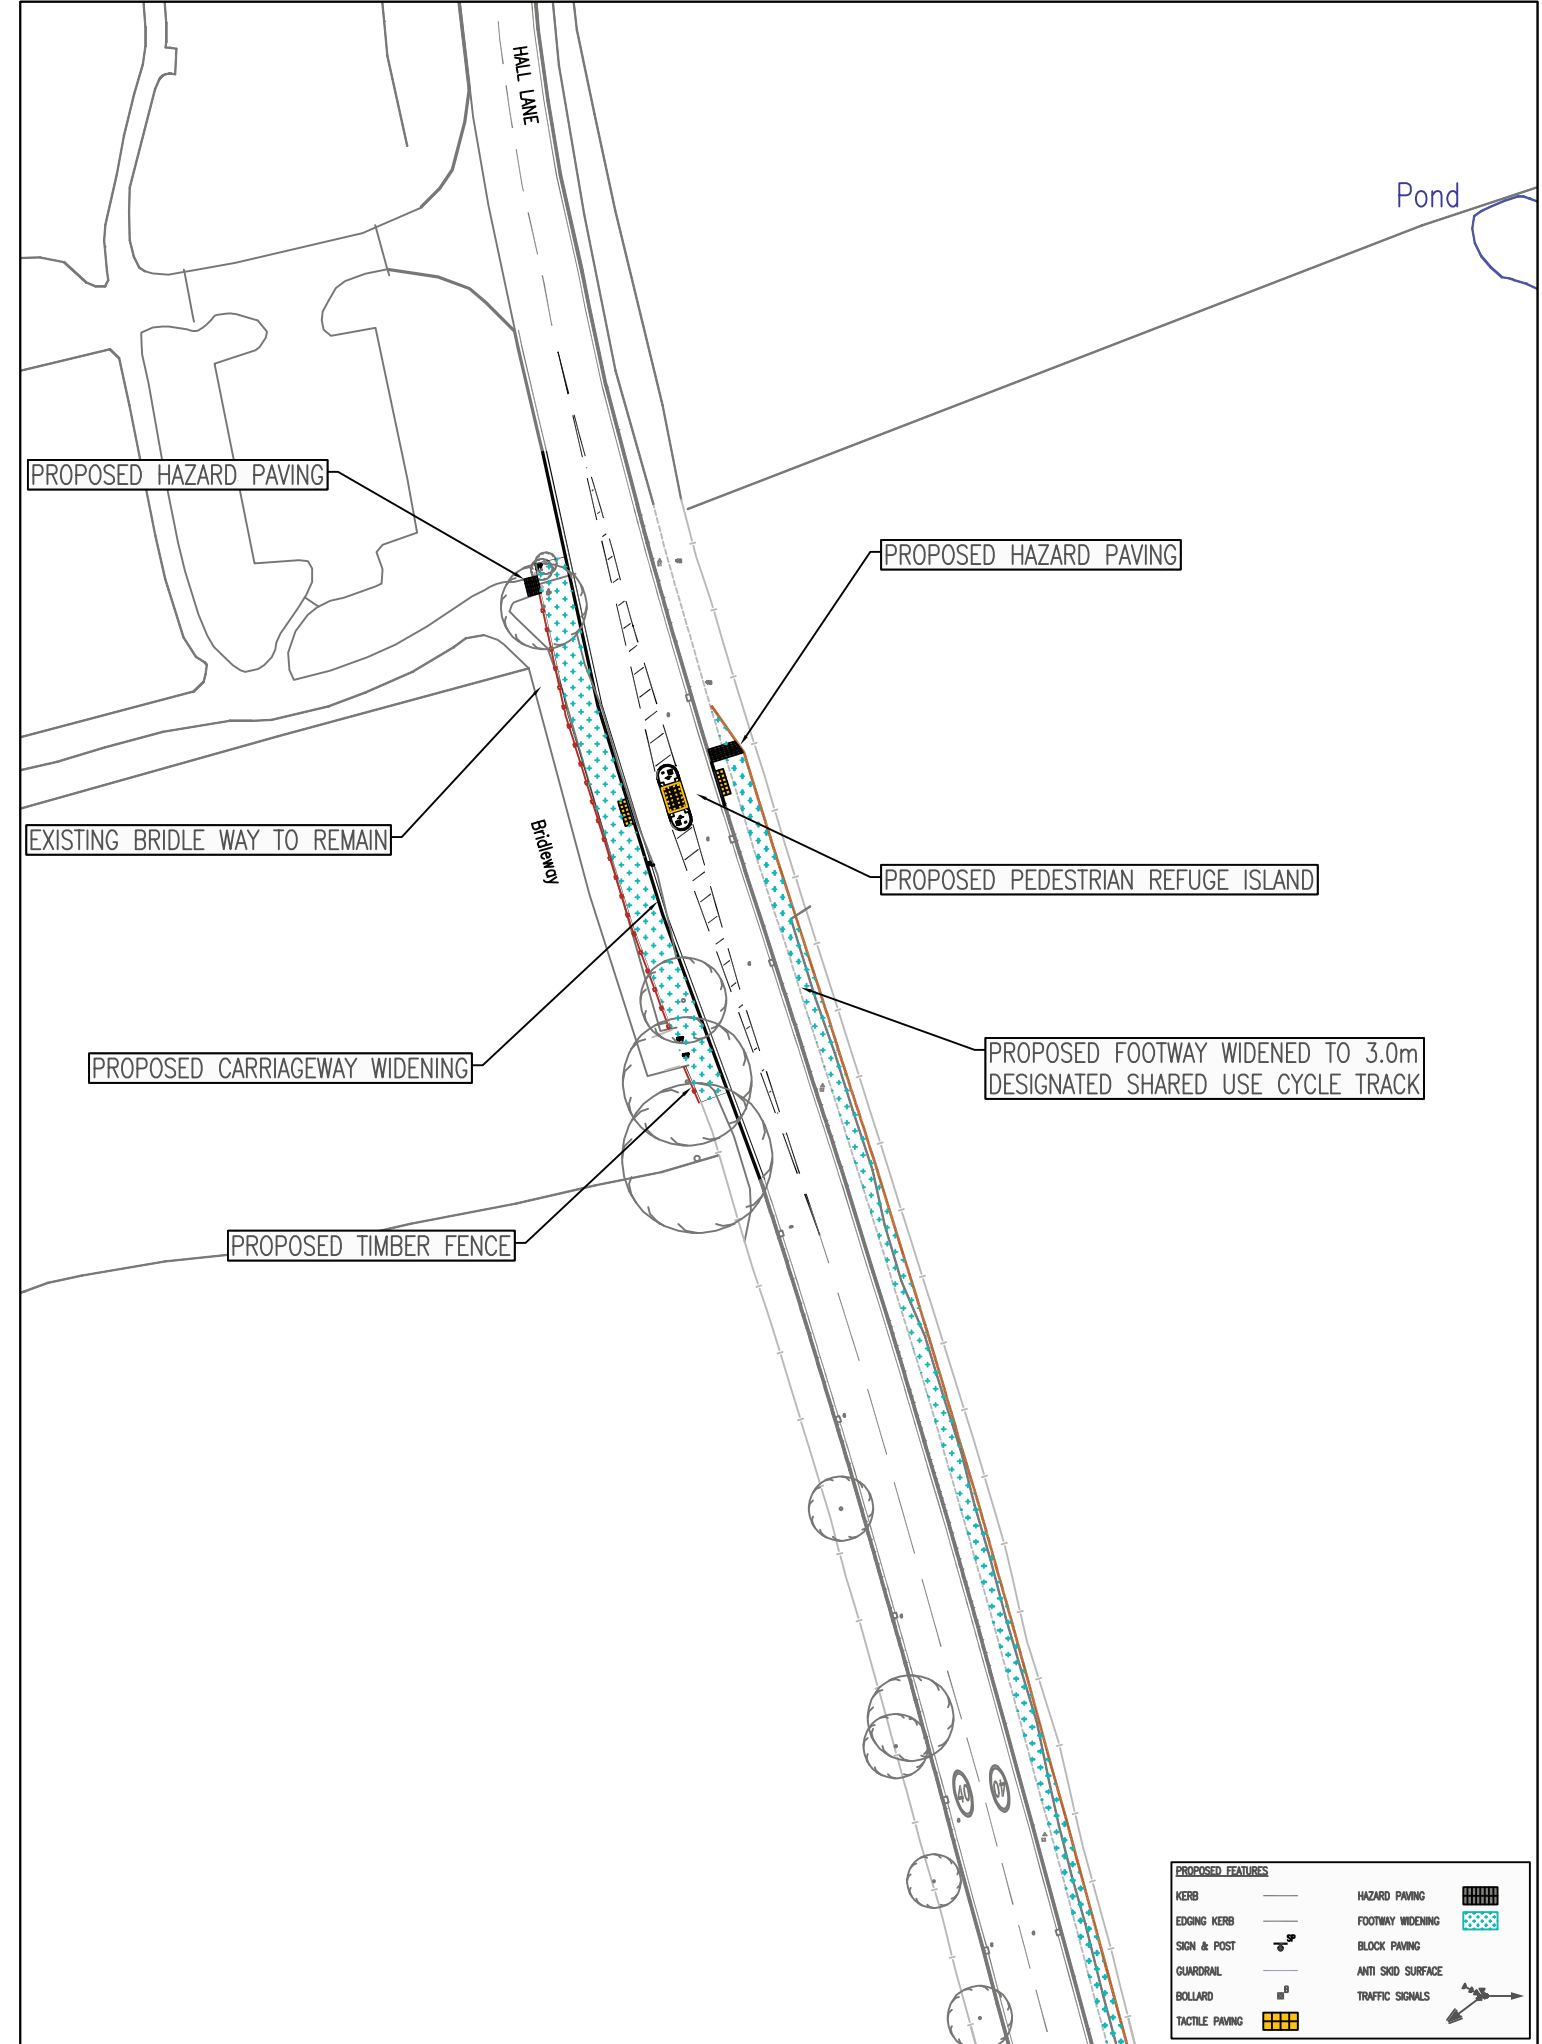 HALL LANE
Pond
PROPOSED HAZARD PAVING
PROPOSED HAZARD PAVING
EXISTING BRIDLE WAY TO REMAIN
Bridleway
PROPOSED PEDESTRIAN REFUGE ISLAND
PROPOSED CARRIAGEWAY WIDENING
PROPOSED FOOTWAY WIDENED TO 3.0m
DESIGNATED SHARED USE CYCLE TRACK
PROPOSED TIMBER FENCE
40
40
PROPOSED FEATURES
KERB
EDGING KERB
SIGN & POST
SP
GUARDRAIL
BOLLARD
B
TACTILE PAVING
HAZARD PAVING
FOOTWAY WIDENING
BLOCK PAVING
ANTI SKID SURFACE
TRAFFIC SIGNALS